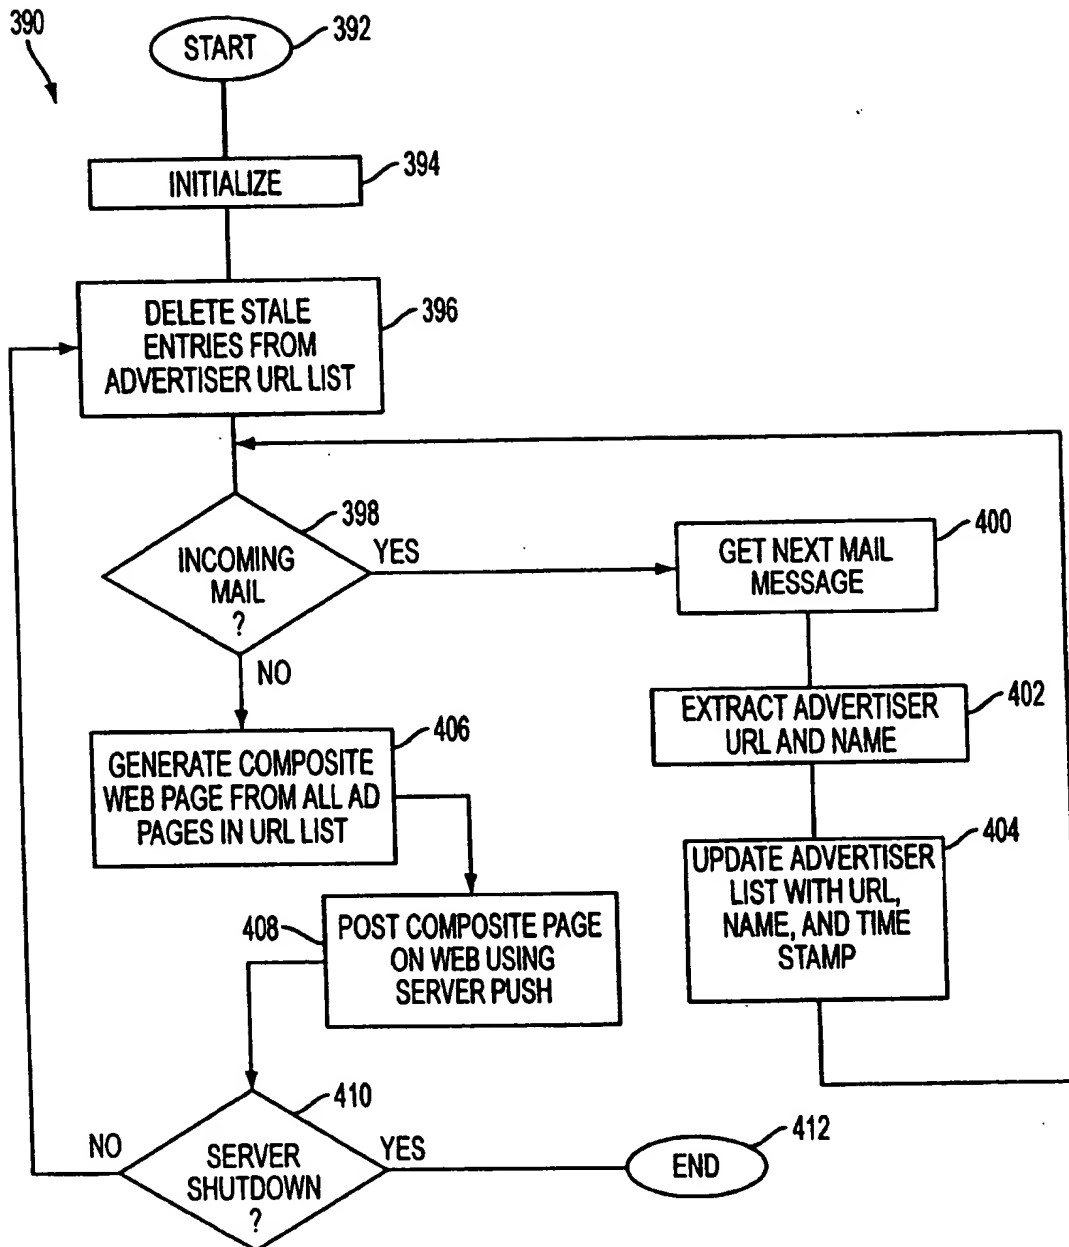 390
START
392
INITIALIZE
394
DELETE STALE
ENTRIES FROM
ADVERTISER URL LIST
396
INCOMING
MAIL
?
398
YES
NO
GET NEXT MAIL
MESSAGE
400
EXTRACT ADVERTISER
URL AND NAME
402
UPDATE ADVERTISER
LIST WITH URL,
NAME, AND TIME
STAMP
404
GENERATE COMPOSITE
WEB PAGE FROM ALL AD
PAGES IN URL LIST
406
POST COMPOSITE PAGE
ON WEB USING
SERVER PUSH
408
SERVER
SHUTDOWN
?
410
NO
YES
END
412